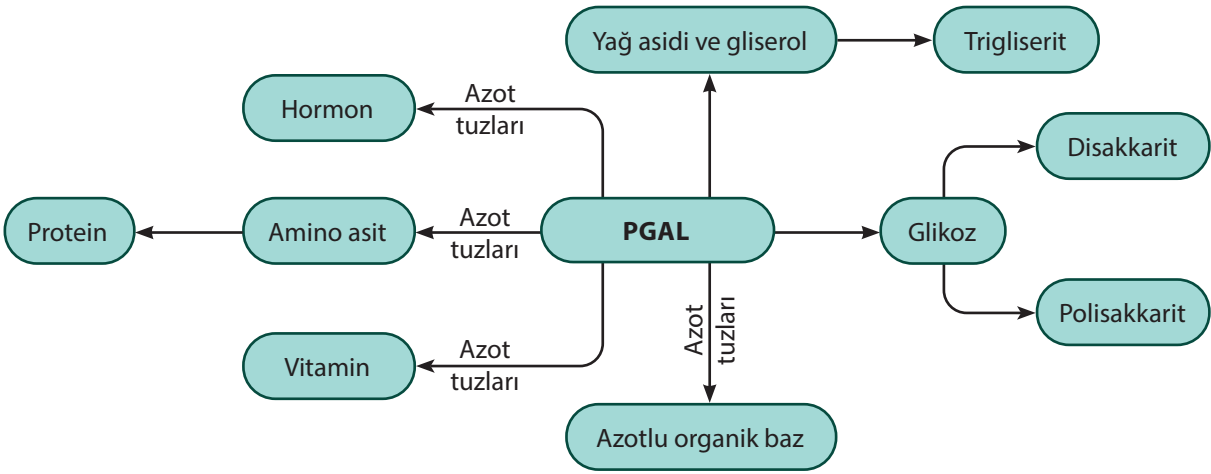 Yağ asidi ve gliserol
Trigliserit
Hormon
Azot
tuzları
Disakkarit
Protein
Amino asit
Azot
tuzları
PGAL
Glikoz
Vitamin
Azot
tuzları
Azot
tuzları
Polisakkarit
Azotlu organik baz